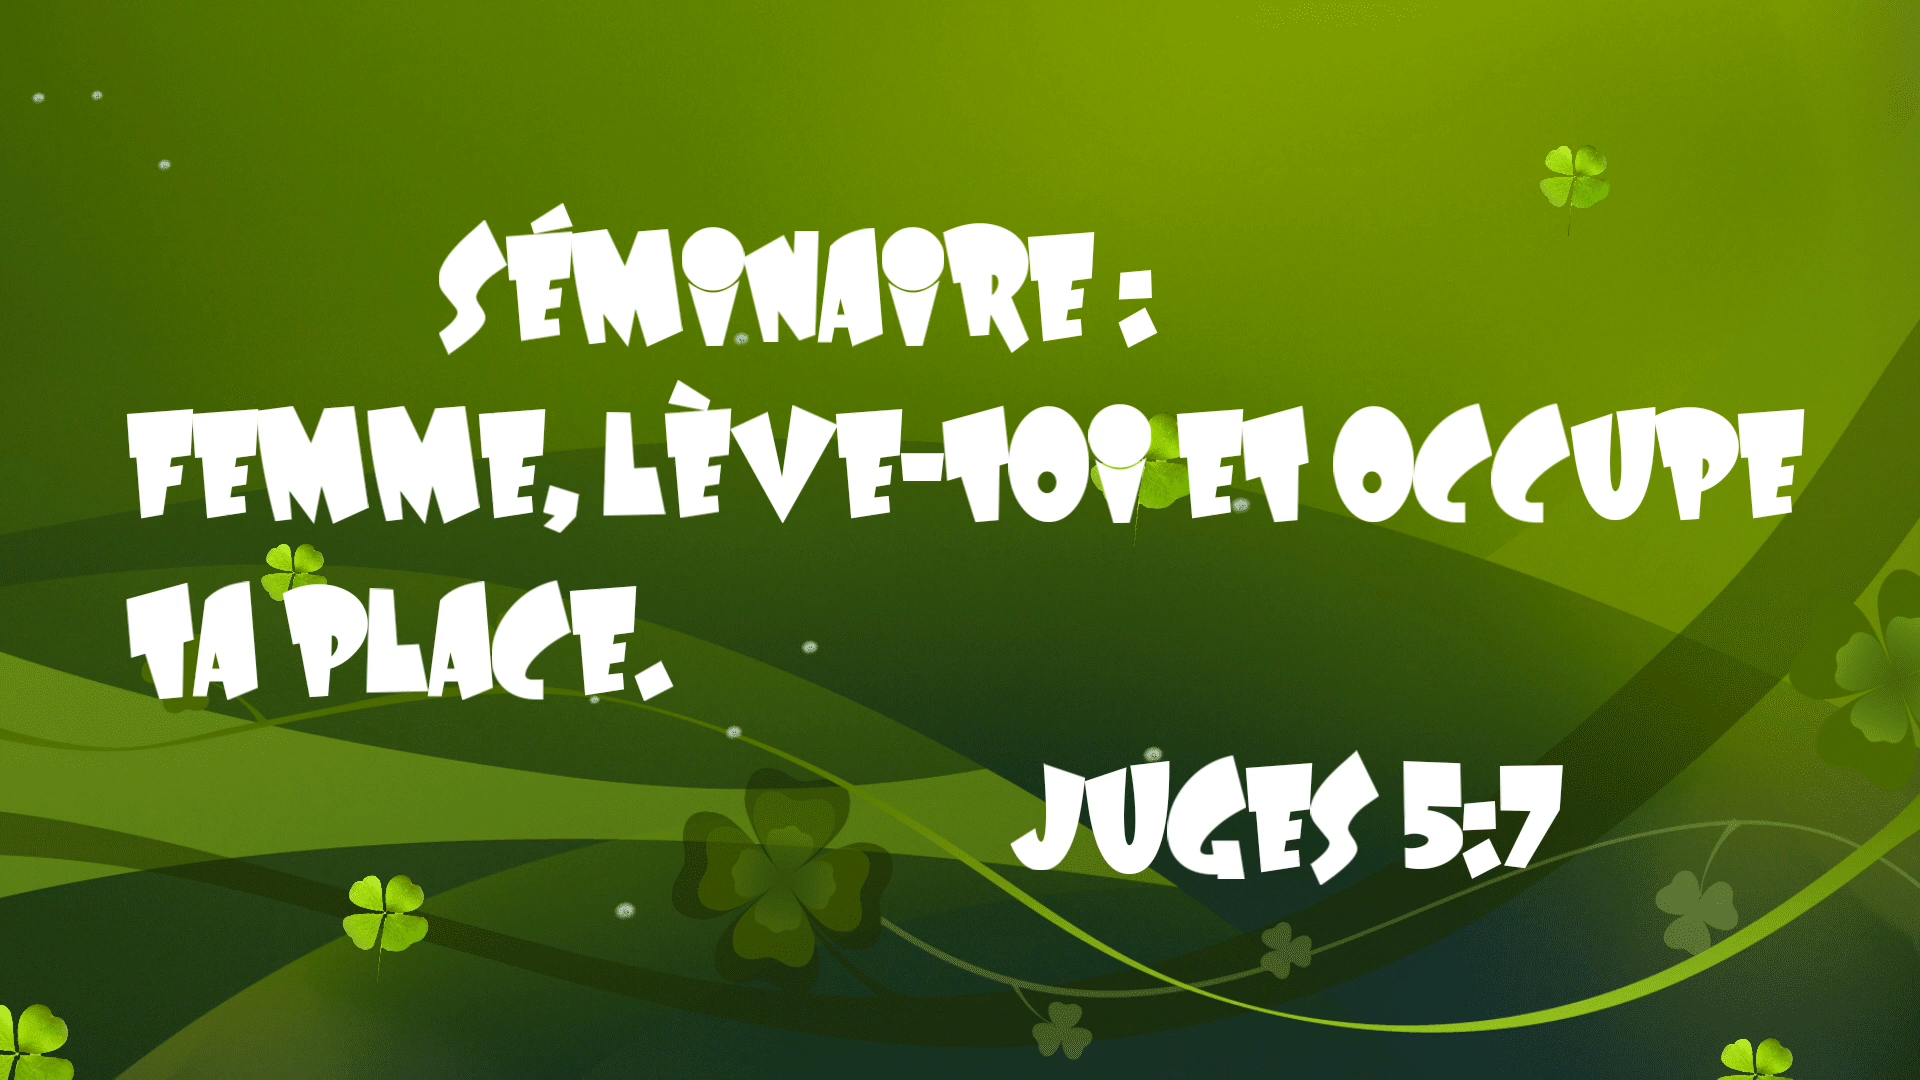 SÉMINAIRE :
FEMME, LÈVE-TOI ET OCCUPE
TA PLACE.
JUGES 5:7